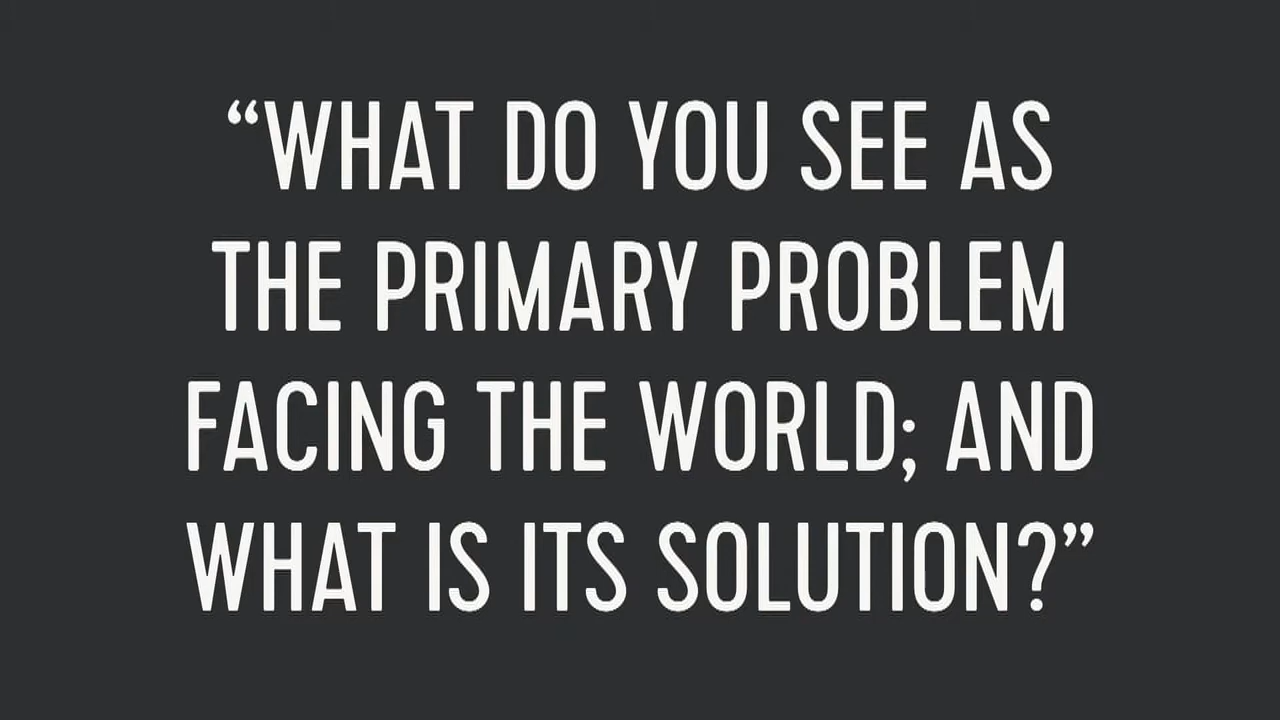 “WHAT DO YOU SEE AS
THE PRIMARY PROBLEM
FACING THE WORLD; AND
WHAT IS ITS SOLUTION?”